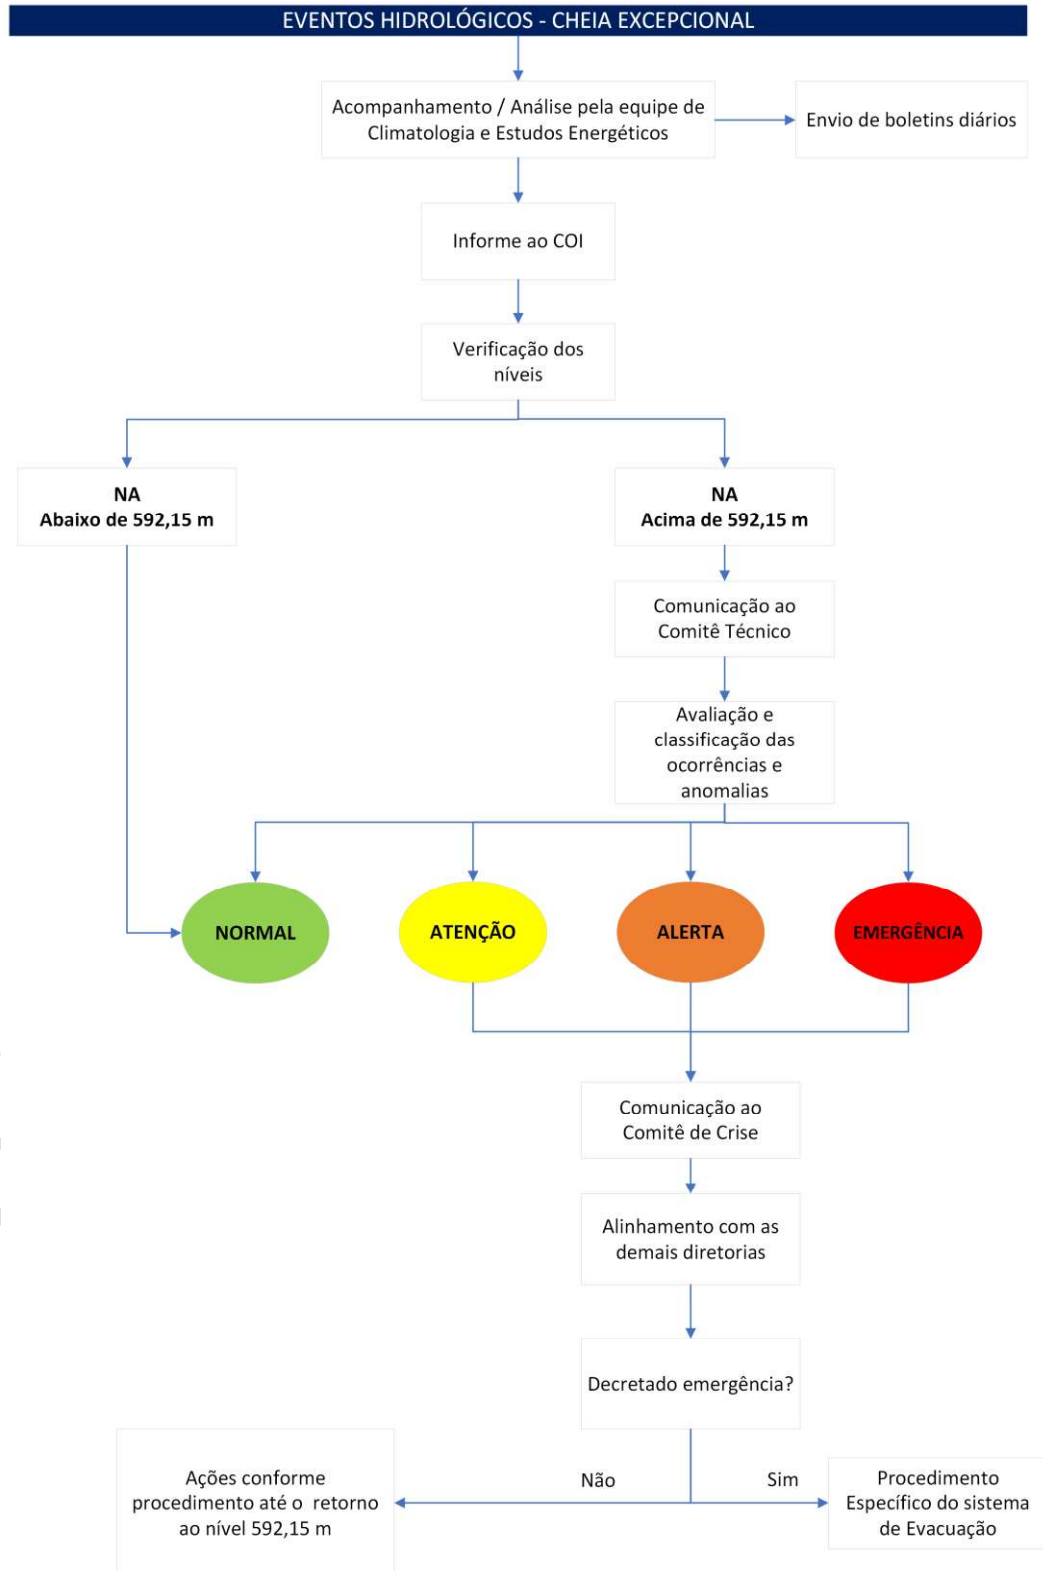 EVENTOS HIDROLÓGICOS - CHEIA EXCEPCIONAL
Acompanhamento / Análise pela equipe de
Climatologia e Estudos Energéticos
Envio de boletins diários
Informe ao COI
Verificação dos
níveis
NA
Abaixo de 592,15 m
NA
Acima de 592,15 m
Comunicação ao
Comitê Técnico
Avaliação e
classificação das
ocorrências e
anomalias
NORMAL
ATENÇÃO
ALERTA
EMERGÊNCIA
Comunicação ao
Comitê de Crise
Alinhamento com as
demais diretorias
Decretado emergência?
Não
Sim
Ações conforme
procedimento até o retorno
ao nível 592,15 m
Procedimento
Específico do sistema
de Evacuação